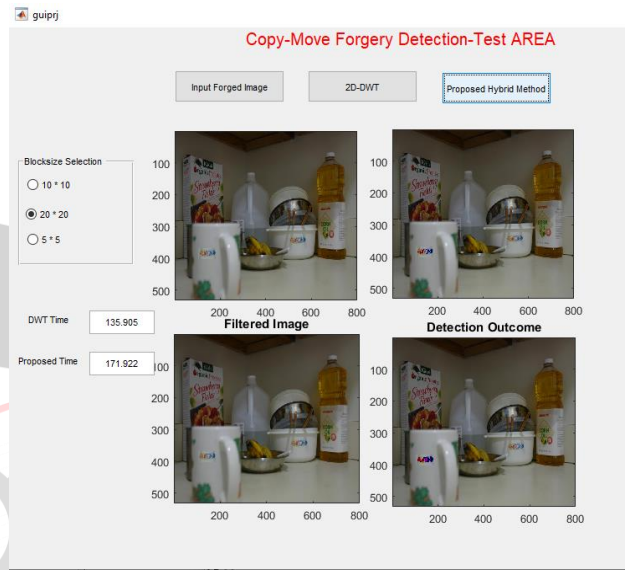 guiprj
Copy-Move Forgery Detection-Test AREA
Input Forged Image
2D-DWT
Proposed Hybrid Method
Blocksize Selection
10 * 10
20 * 20
5 * 5
100
200
300
400
500
200 400 600 800
100
200
300
400
500
200 400 600 800
DWT Time
135.905
Proposed Time
171.922
Filtered Image
100
200
300
400
500
200 400 600 800
Detection Outcome
100
200
300
400
500
200 400 600 800
Strawberry
Fields